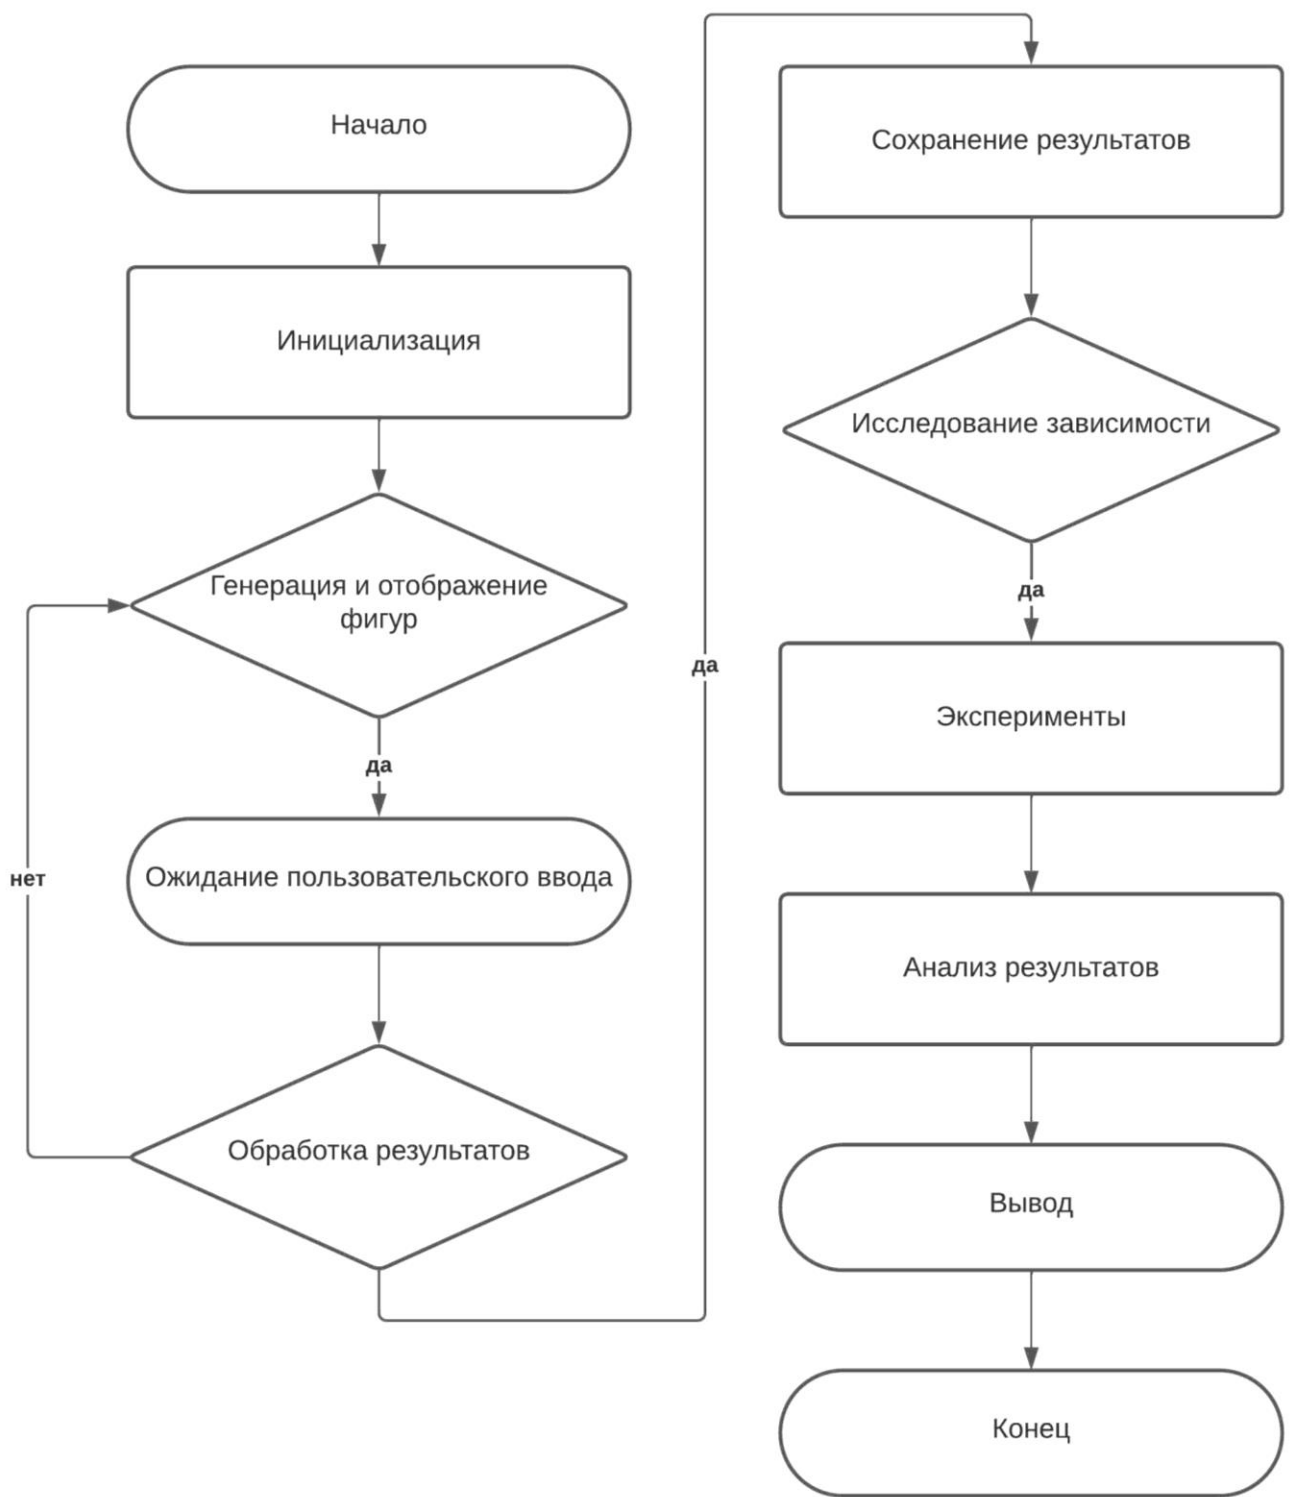 Начало
Инициализация
Генерация и отображение
фигур
да
Ожидание пользовательского ввода
нет
Обработка результатов
да
Сохранение результатов
Исследование зависимости
да
Эксперименты
Анализ результатов
Вывод
Конец